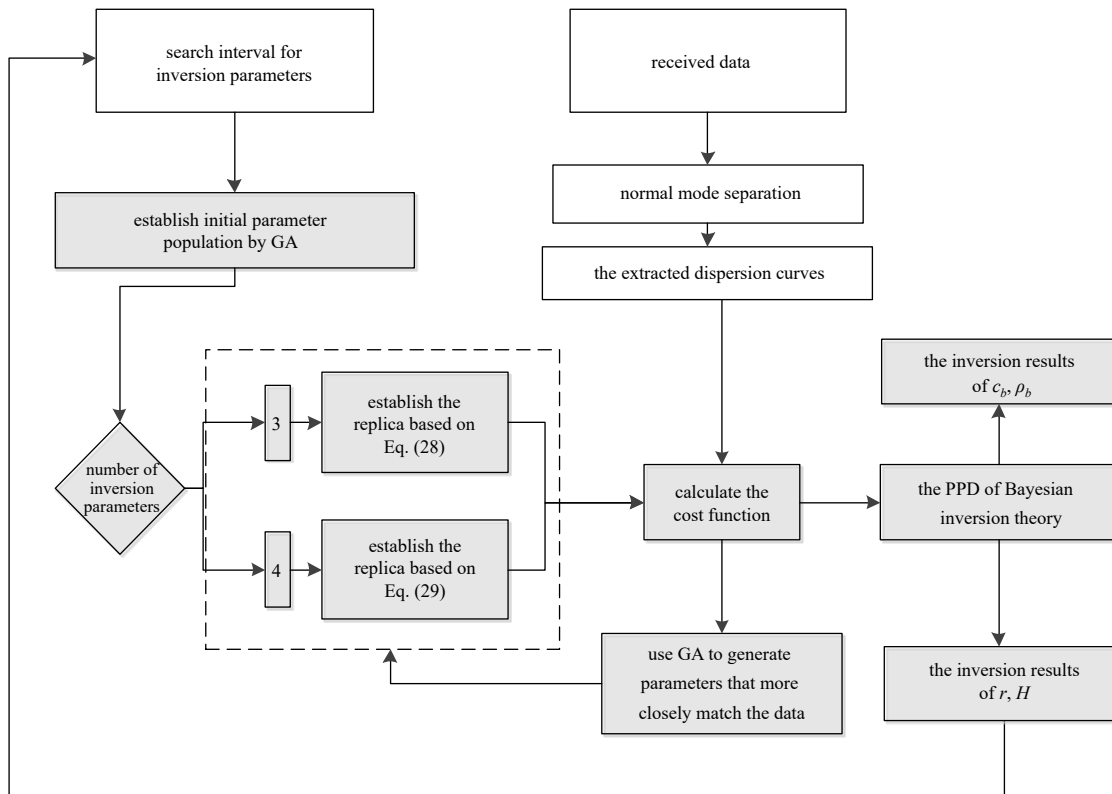 search interval for
inversion parameters
received data
normal mode separation
establish initial parameter
population by GA
the extracted dispersion curves
the inversion results
of c_b, ρ_b
3
establish the
replica based on
Eq. (28)
number of
inversion
parameters
calculate the
cost function
the PPD of Bayesian
inversion theory
4
establish the
replica based on
Eq. (29)
use GA to generate
parameters that more
closely match the data
the inversion results
of r, H